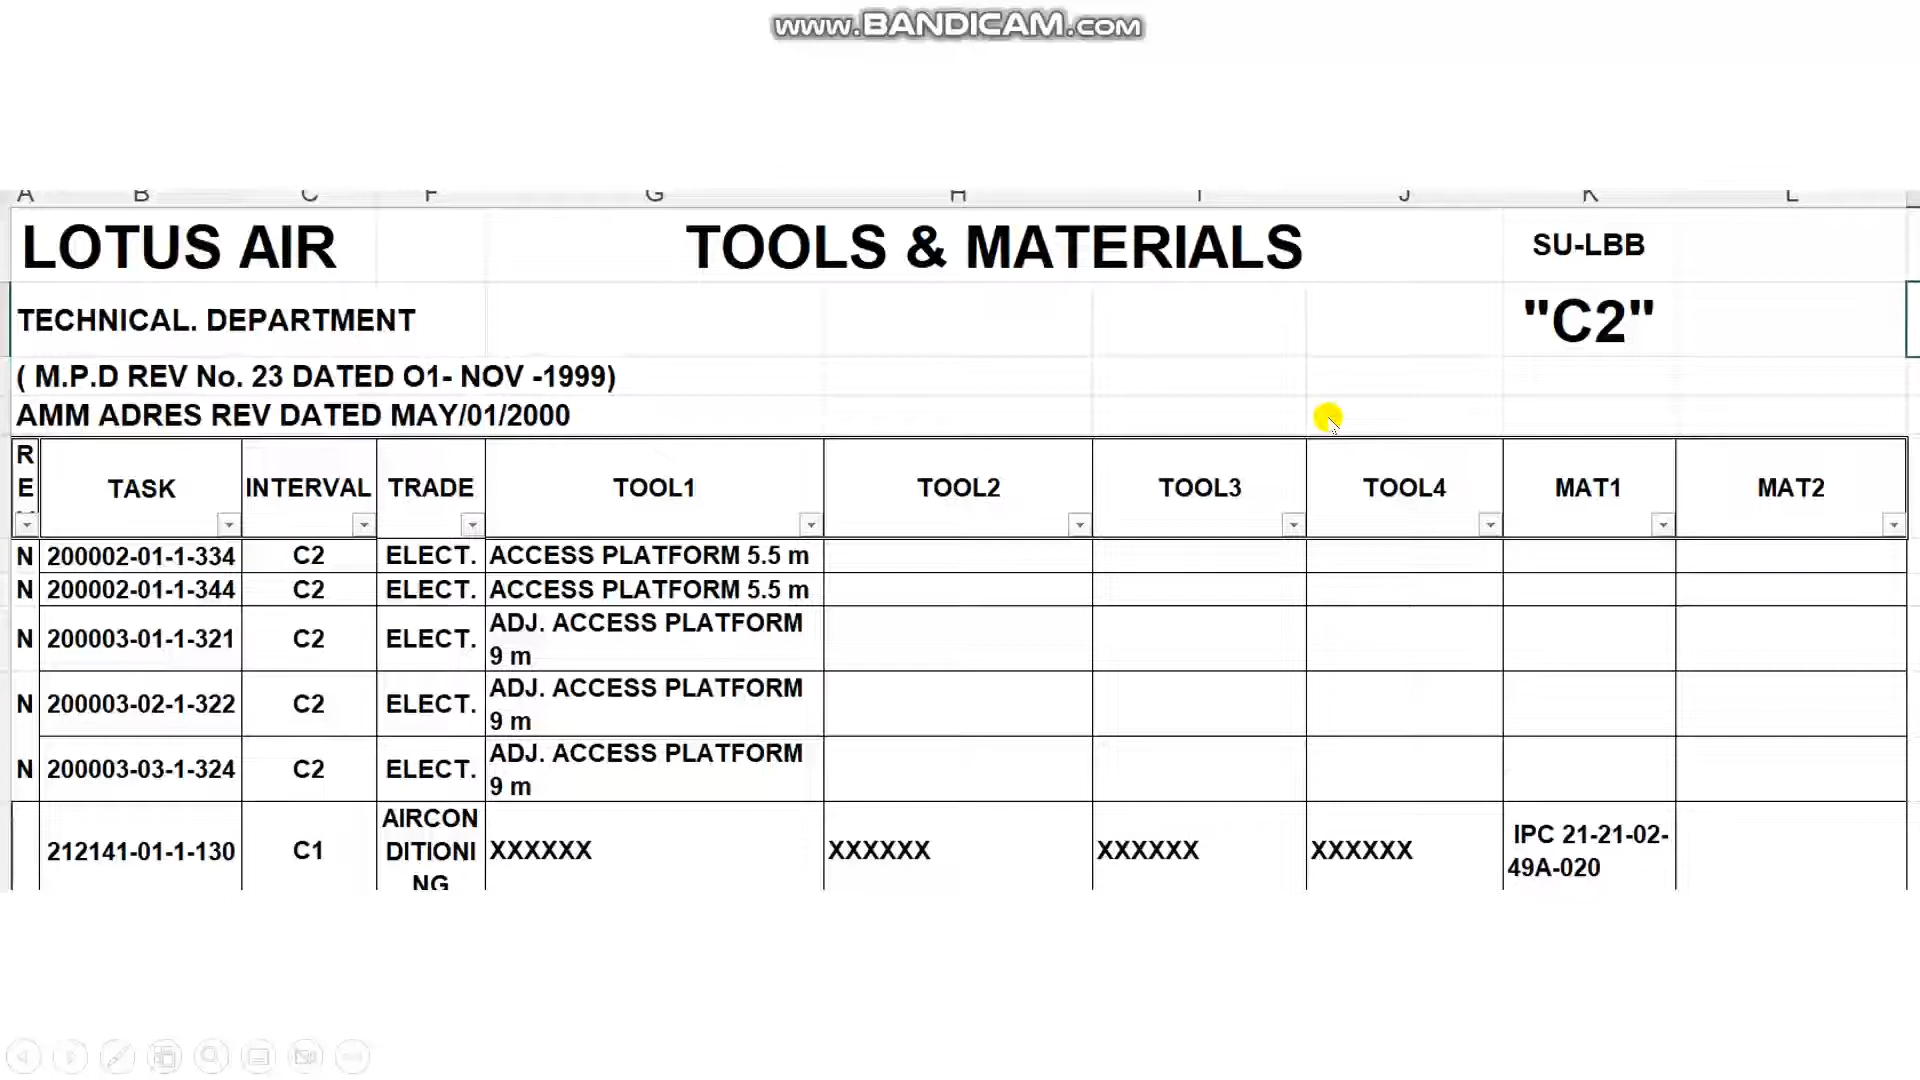 www.BANDICAM.com
A B C F G H I J K L
LOTUS AIR TOOLS & MATERIALS SU-LBB
TECHNICAL. DEPARTMENT "C2"
( M.P.D REV No. 23 DATED O1- NOV -1999)
AMM ADRES REV DATED MAY/01/2000
R
E
TASK INTERVAL TRADE TOOL1 TOOL2 TOOL3 TOOL4 MAT1 MAT2
N 200002-01-1-334 C2 ELECT. ACCESS PLATFORM 5.5 m
N 200002-01-1-344 C2 ELECT. ACCESS PLATFORM 5.5 m
N 200003-01-1-321 C2 ELECT. ADJ. ACCESS PLATFORM
9 m
N 200003-02-1-322 C2 ELECT. ADJ. ACCESS PLATFORM
9 m
N 200003-03-1-324 C2 ELECT. ADJ. ACCESS PLATFORM
9 m
212141-01-1-130 C1 AIRCON
DITIONI
NG XXXXXX XXXXXX XXXXXX XXXXXX IPC 21-21-02-
49A-020